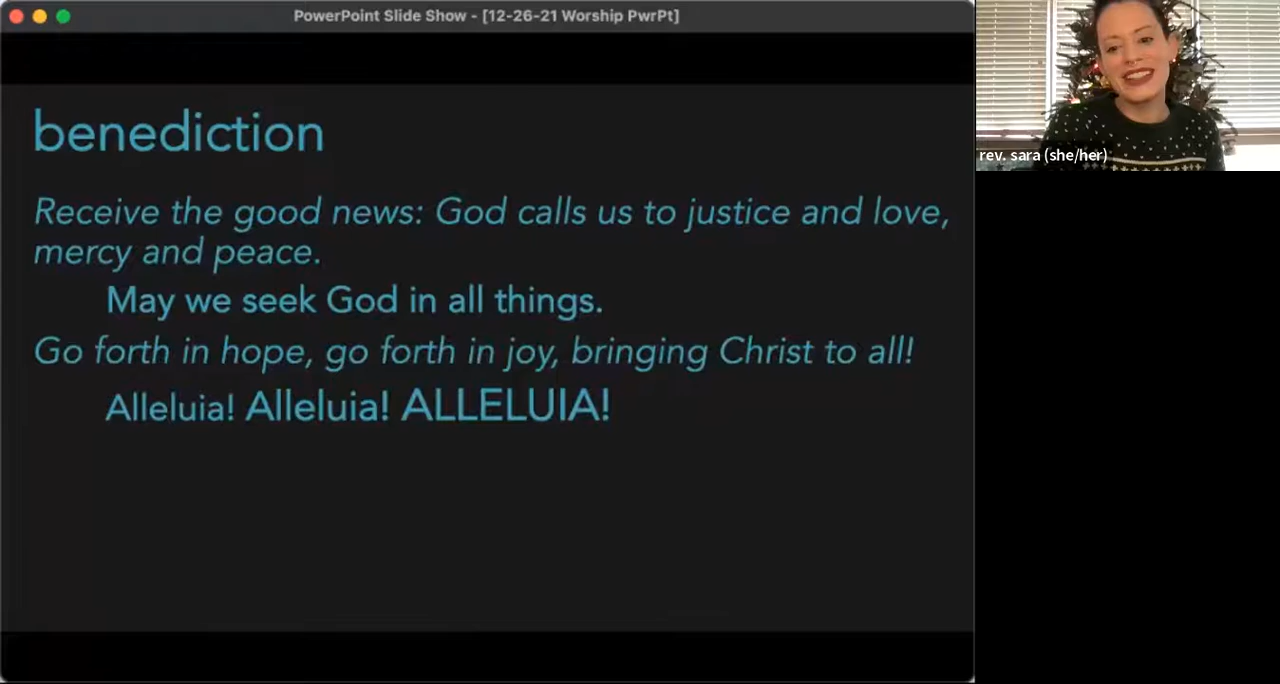 PowerPoint Slide Show - [12-26-21 Worship PwrPt]
benediction
Receive the good news: God calls us to justice and love,
mercy and peace.
May we seek God in all things.
Go forth in hope, go forth in joy, bringing Christ to all!
Alleluia! Alleluia! ALLELUIA!
rev. sara (she/her)